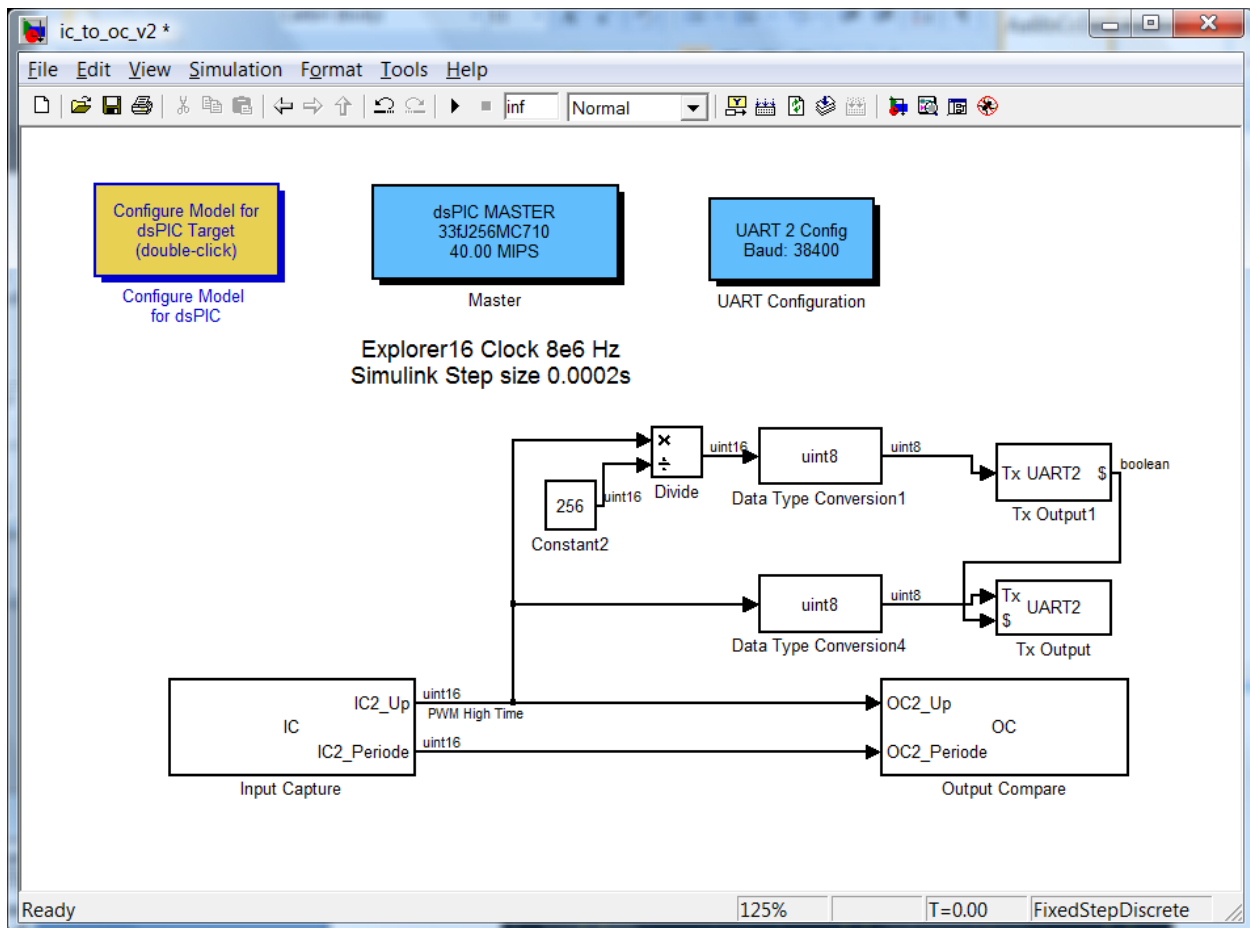 ic_to_oc_v2 *
File Edit View Simulation Format Tools Help
inf Normal
Configure Model for
dsPIC Target
(double-click)
Configure Model
for dsPIC
dsPIC MASTER
33fJ256MC710
40.00 MIPS
Master
UART 2 Config
Baud: 38400
UART Configuration
Explorer16 Clock 8e6 Hz
Simulink Step size 0.0002s
×
÷
Divide
uint16
256
uint16
Constant2
uint8
uint8
Data Type Conversion1
Tx UART2 $
boolean
Tx Output1
uint8
uint8
Data Type Conversion4
Tx
UART2
$
Tx Output
IC2_Up
IC
IC2_Periode
Input Capture
uint16
PWM High Time
uint16
OC2_Up
OC
OC2_Periode
Output Compare
Ready 125% T=0.00 FixedStepDiscrete